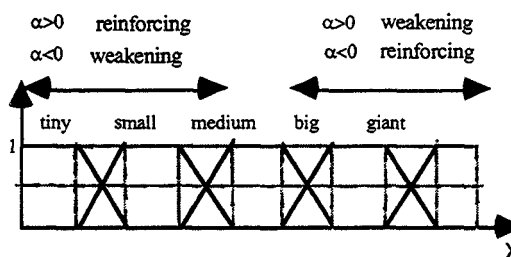 α>0 reinforcing α>0 weakening
α<0 weakening α<0 reinforcing
tiny small medium big giant
1
X